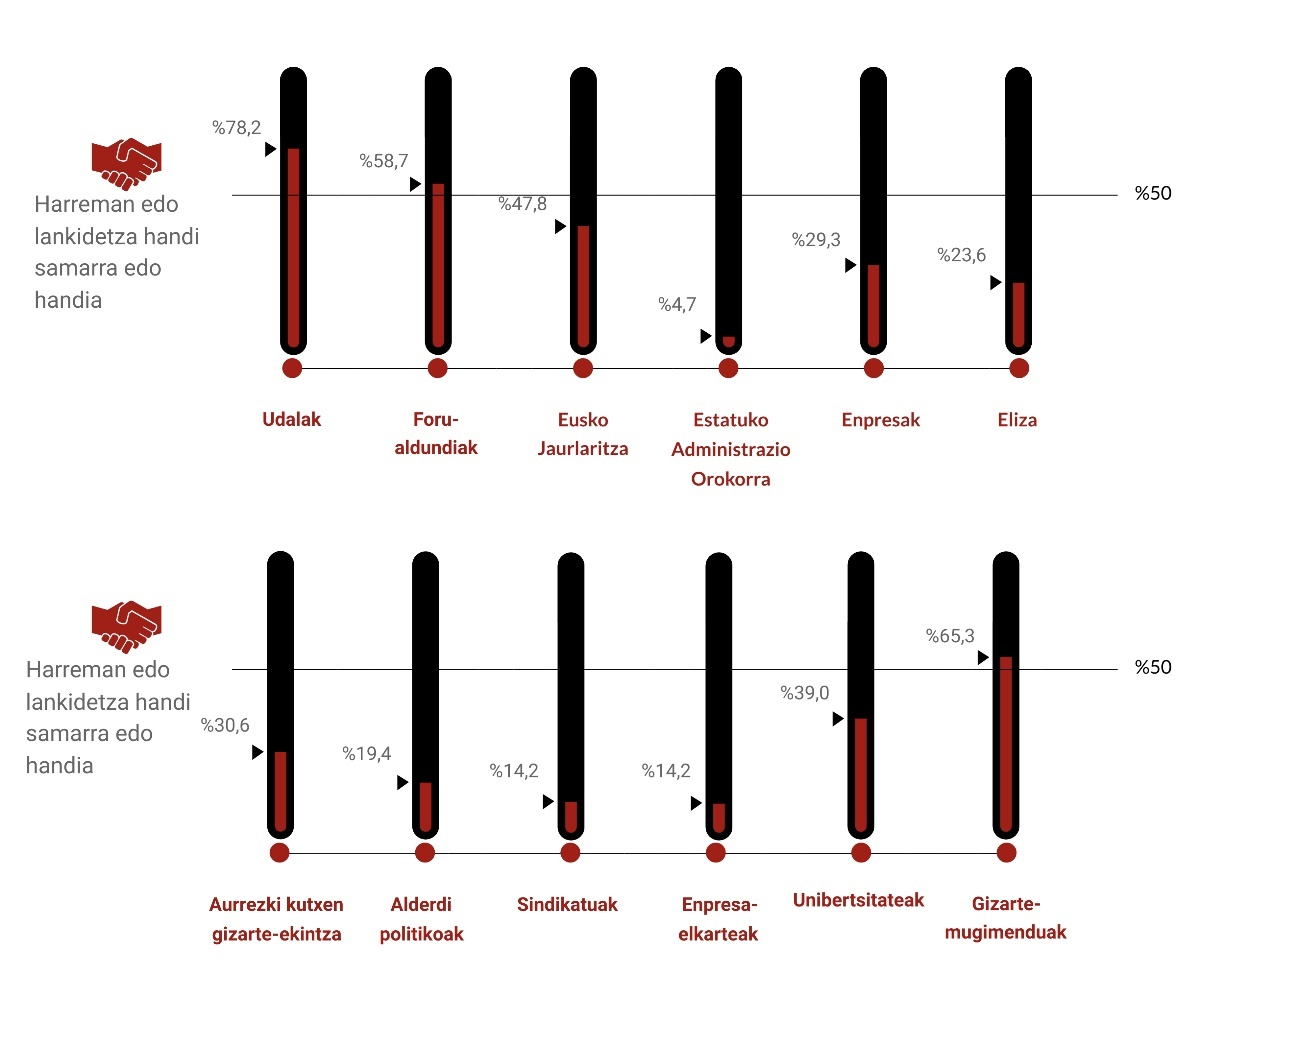 %78,2
%58,7
%50
Harreman edo
lankidetza handi
samarra edo
handia
%47,8
%29,3
%23,6
%4,7
Udalak
Foru-
aldundiak
Eusko
Jaurlaritza
Estatuko
Administrazio
Orokorra
Enpresak
Eliza
%65,3
%50
Harreman edo
lankidetza handi
samarra edo
handia
%30,6
%19,4
%14,2
%14,2
%39,0
Aurrezki kutxen
gizarte-ekintza
Alderdi
politikoak
Sindikatuak
Enpresa-
elkarteak
Unibertsitateak
Gizarte-
mugimenduak